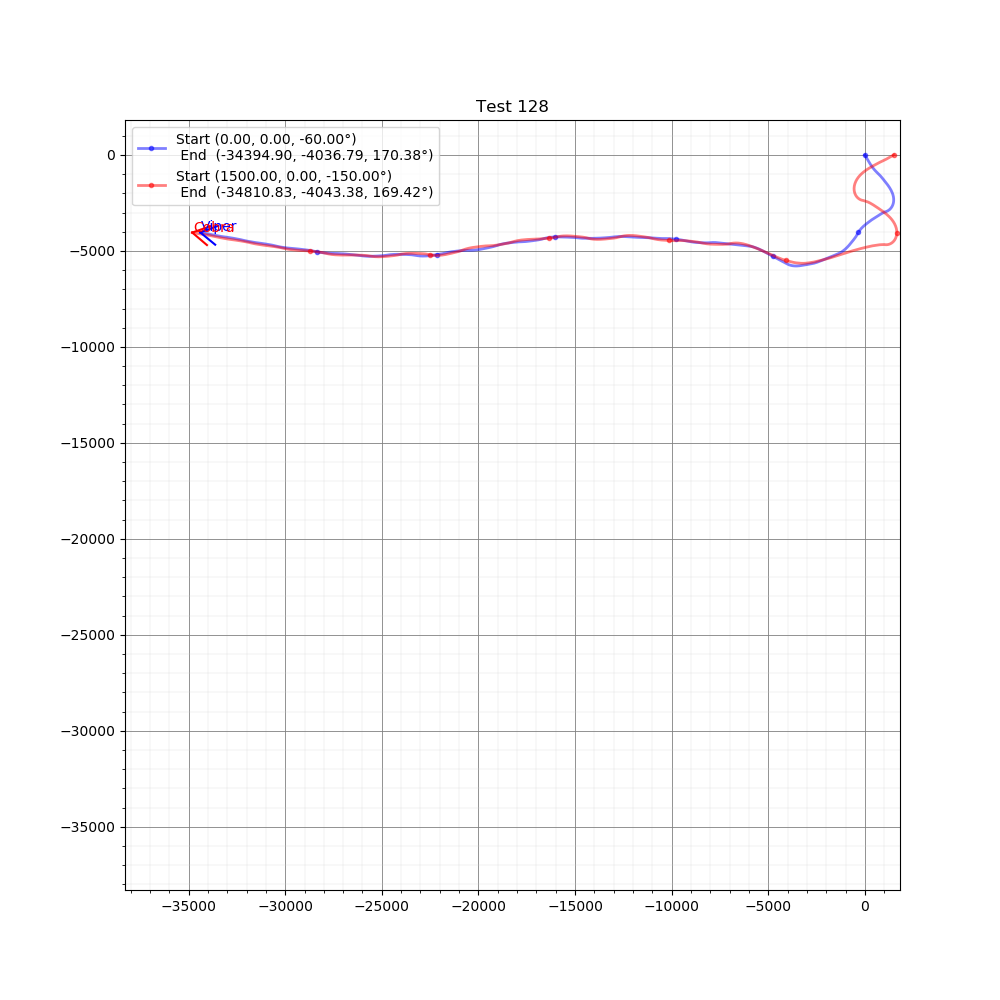 Test 128
Start (0.00, 0.00, -60.00°)
End (-34394.90, -4036.79, 170.38°)
Start (1500.00, 0.00, -150.00°)
End (-34810.83, -4043.38, 169.42°)
Viper
0
−5000
−10000
−15000
−20000
−25000
−30000
−35000
−35000 −30000 −25000 −20000 −15000 −10000 −5000 0